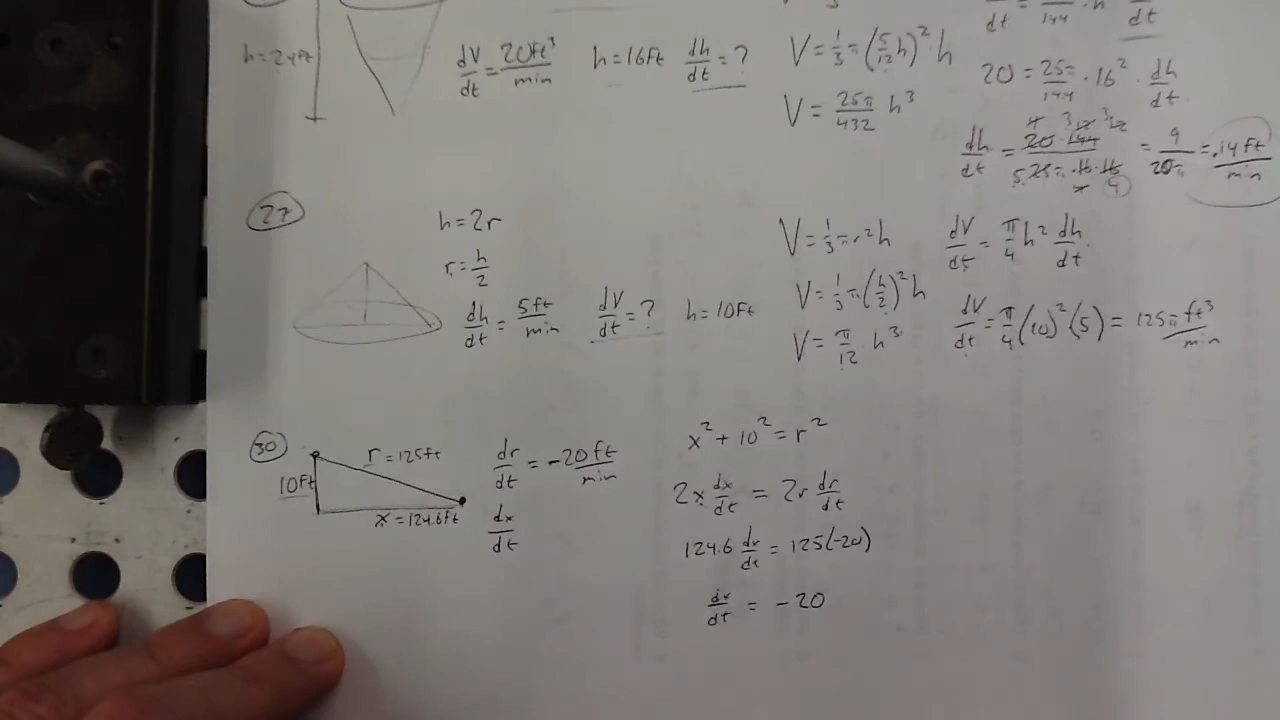 h=24ft
dV/dt = 20ft³/min h=16ft dh/dt = ?
V = 1/3 π (5/12 h)² · h
V = 25π/432 h³
20 = 25π/144 · 16² · dh/dt
dh/dt = 20·144/25π·16·16 = 9/20π = .14ft/min
27
h=2r
r=h/2
dh/dt = 5ft/min dV/dt = ? h=10ft
V = 1/3 π r² h
V = 1/3 π (h/2)² h
V = π/12 · h³
dV/dt = π/4 h² dh/dt
dV/dt = π/4 (10)² (5) = 125π ft³/min
30
10ft
r=125ft
x=124.6ft
dr/dt = -20ft/min
dx/dt
x² + 10² = r²
2x dx/dt = 2r dr/dt
124.6 dx/dt = 125(-20)
dx/dt = -20